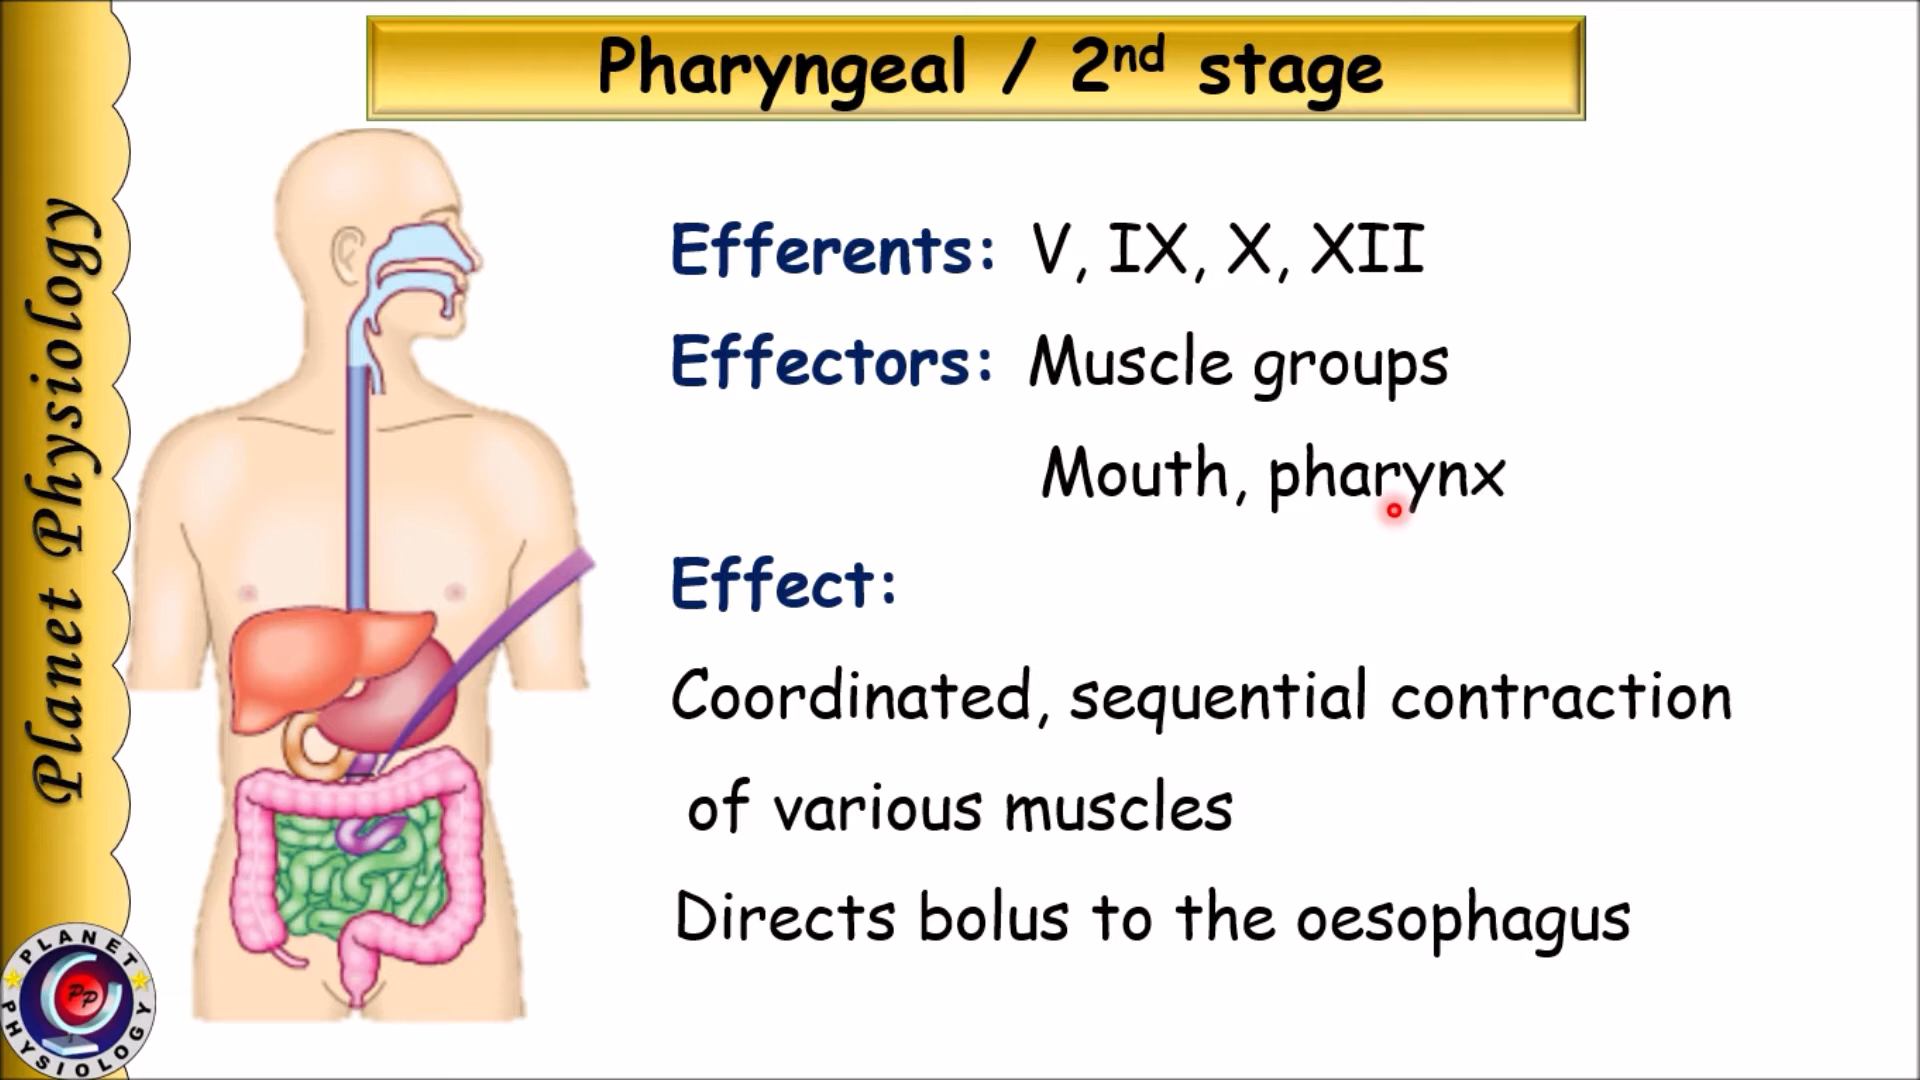 Pharyngeal / 2nd stage
Planet Physiology
Efferents: V, IX, X, XII
Effectors: Muscle groups
Mouth, pharynx
Effect:
Coordinated, sequential contraction
of various muscles
Directs bolus to the oesophagus
PLANET
PP
PHYSIOLOGY